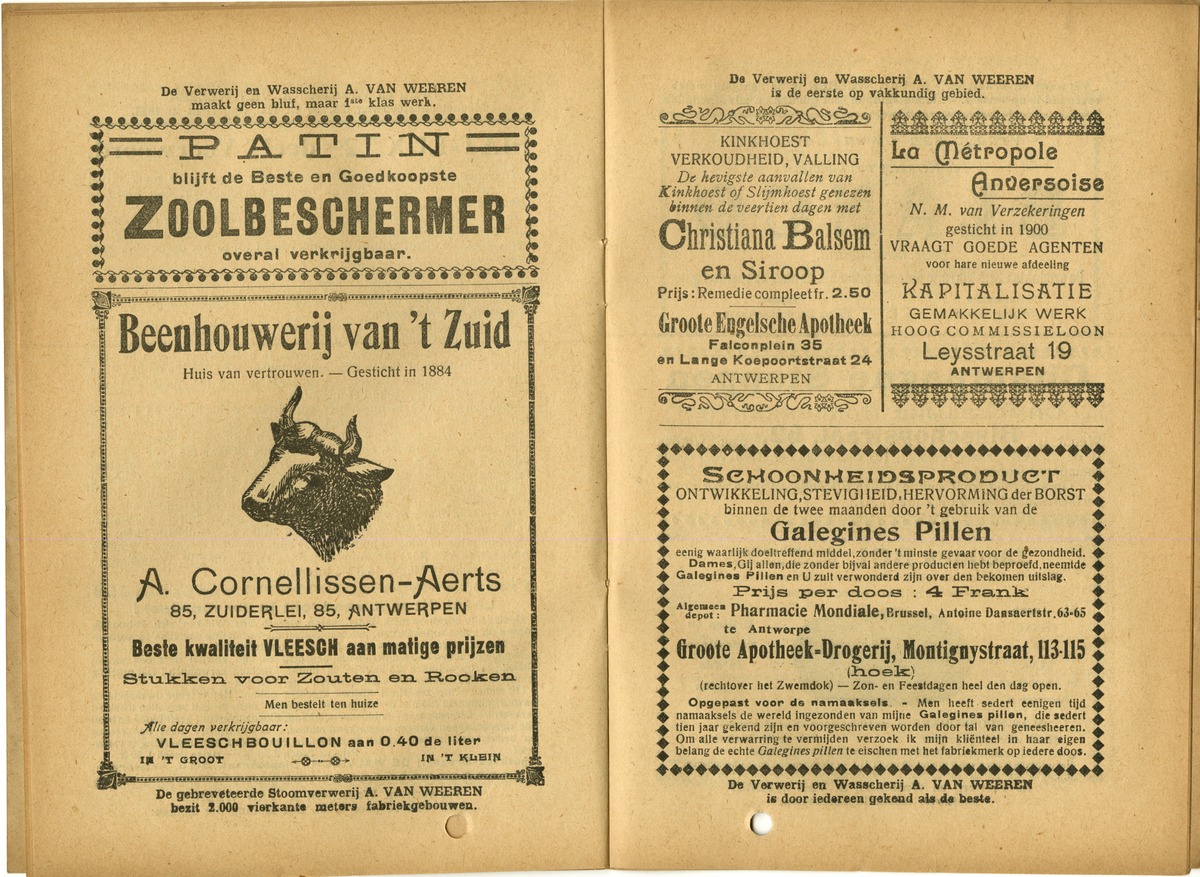 De Verwerij en Wasscherij A. VAN WEEREN
maakt geen bluf, maar 1ste klas werk.
PATIN
blijft de Beste en Goedkoopste
ZOOLBESCHERMER
overal verkrijgbaar.
Beenhouwerij van 't Zuid
Huis van vertrouwen. — Gesticht in 1884
A. Cornellissen-Aerts
85, ZUIDERLEI, 85, ANTWERPEN
Beste kwaliteit VLEESCH aan matige prijzen
Stukken voor Zouten en Rooken
Men bestelt ten huize
Alle dagen verkrijgbaar:
VLEESCHBOUILLON aan 0.40 de liter
IN 'T GROOT IN 'T KLEIN
De gebreveteerde Stoomverwerij A. VAN WEEREN
bezit 2.000 vierkante meters fabriekgebouwen.
De Verwerij en Wasscherij A. VAN WEEREN
is de eerste op vakkundig gebied.
KINKHOEST
VERKOUDHEID, VALLING
De hevigste aanvallen van
Kinkhoest of Slijmhoest genezen
binnen de veertien dagen met
Christiana Balsem
en Siroop
Prijs: Remedie compleet fr. 2.50
Groote Engelsche Apotheek
Falconplein 35
en Lange Koepoortstraat 24
ANTWERPEN
La Métropole
Anversoise
N. M. van Verzekeringen
gesticht in 1900
VRAAGT GOEDE AGENTEN
voor hare nieuwe afdeeling
KAPITALISATIE
GEMAKKELIJK WERK
HOOG COMMISSIELOON
Leysstraat 19
ANTWERPEN
SCHOONHEIDSPRODUCT
ONTWIKKELING, STEVIGHEID, HERVORMING der BORST
binnen de twee maanden door 't gebruik van de
Galegines Pillen
eenig waarlijk doeltreffend middel, zonder 't minste gevaar voor de gezondheid.
Dames, Gij allen, die zonder bijval andere producten hebt beproefd, neemt de
Galegines Pillen en U zult verwonderd zijn over den bekomen uitslag.
Prijs per doos : 4 Frank
Algemeen depot : Pharmacie Mondiale, Brussel, Antoine Dansaertstr. 63-65
te Antwerpe
Groote Apotheek-Drogerij, Montignystraat, 113-115
(hoek)
(rechtover het Zwemdok) — Zon- en Feestdagen heel den dag open.
Opgepast voor de namaaksels. - Men heeft sedert eenigen tijd
namaaksels de wereld ingezonden van mijne Galegines pillen, die sedert
tien jaar gekend zijn en voorgeschreven worden door tal van geneesheeren.
Om alle verwarring te vermijden verzoek ik mijn kliënteel in haar eigen
belang de echte Galegines pillen te eischen met het fabriekmerk op iedere doos.
De Verwerij en Wasscherij A. VAN WEEREN
is door iedereen gekend als de beste.